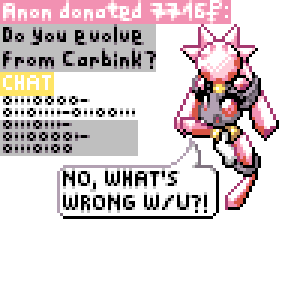 Anon donated 7716£:
Do you evolve
from Carbink?
CHAT
NO, WHAT'S
WRONG W/U?!